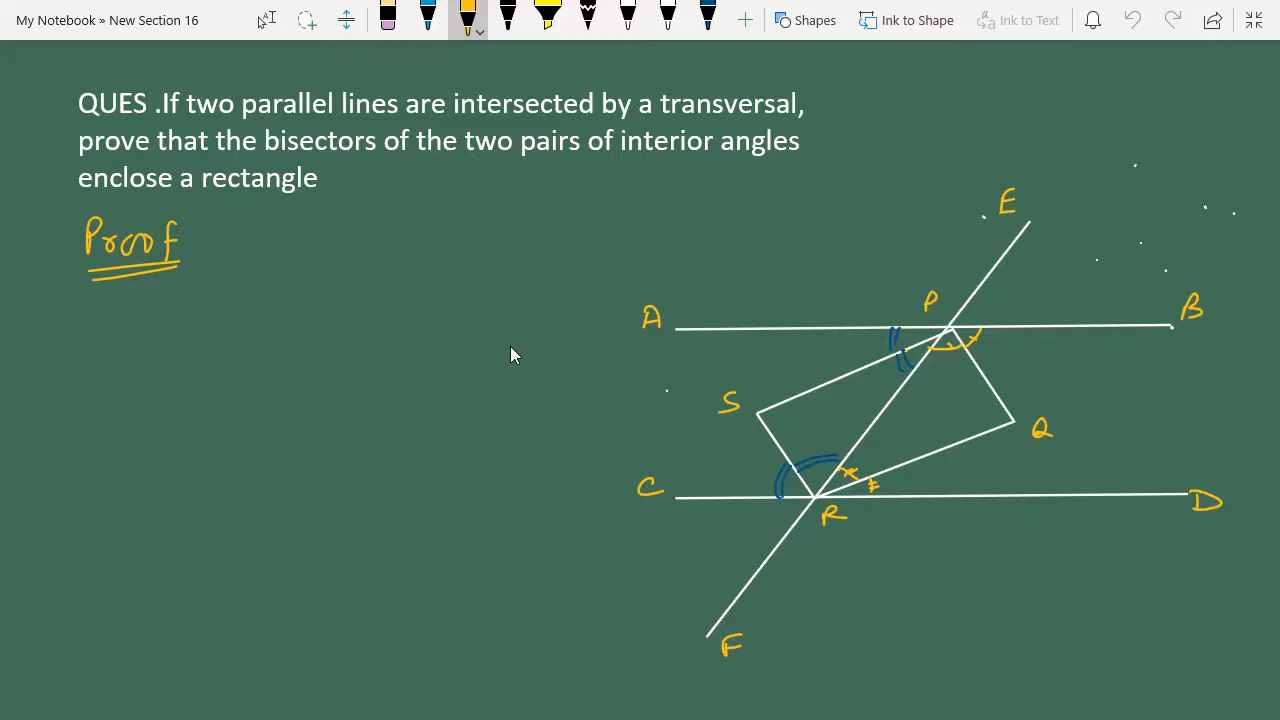 My Notebook » New Section 16
Shapes
Ink to Shape
Ink to Text
QUES .If two parallel lines are intersected by a transversal,
prove that the bisectors of the two pairs of interior angles
enclose a rectangle
Proof
E
P
A
B
S
Q
C
D
R
F